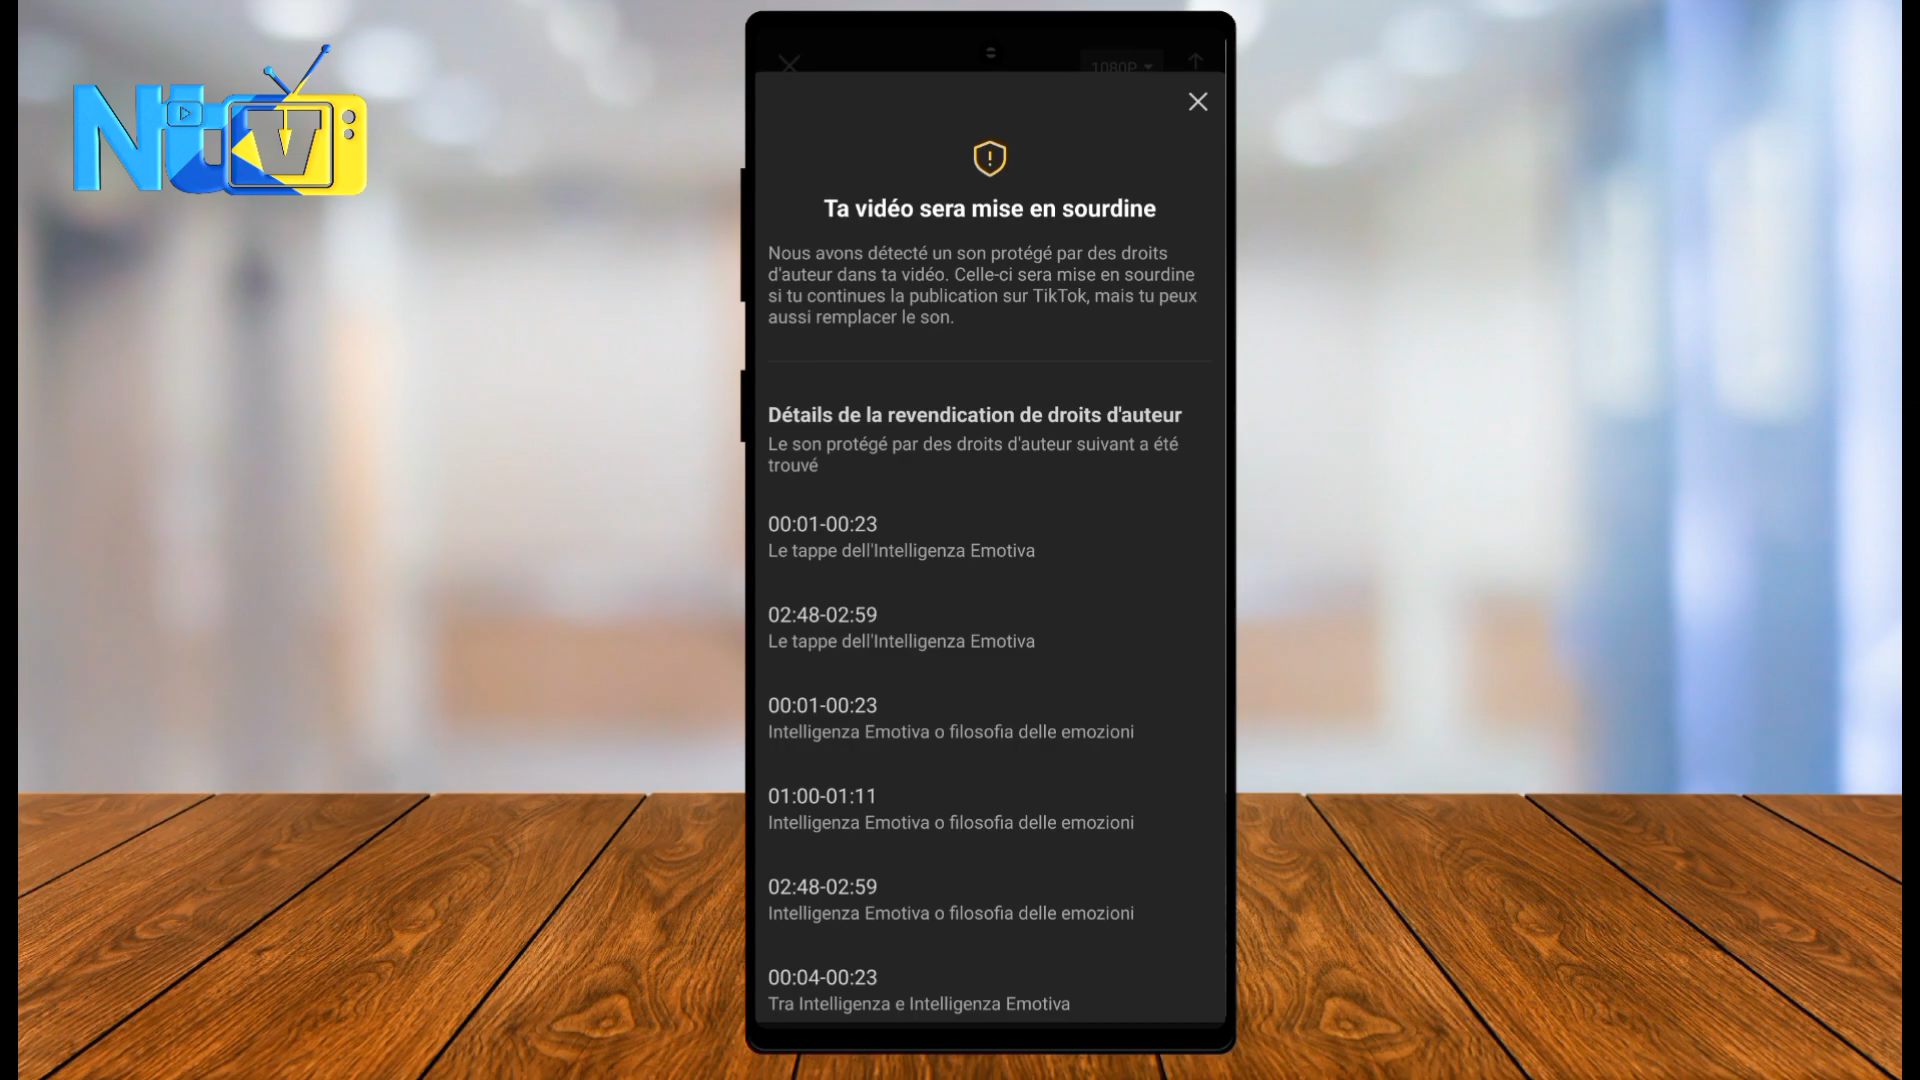 NU TV
1080P
Ta vidéo sera mise en sourdine
Nous avons détecté un son protégé par des droits
d'auteur dans ta vidéo. Celle-ci sera mise en sourdine
si tu continues la publication sur TikTok, mais tu peux
aussi remplacer le son.
Détails de la revendication de droits d'auteur
Le son protégé par des droits d'auteur suivant a été
trouvé
00:01-00:23
Le tappe dell'Intelligenza Emotiva
02:48-02:59
Le tappe dell'Intelligenza Emotiva
00:01-00:23
Intelligenza Emotiva o filosofia delle emozioni
01:00-01:11
Intelligenza Emotiva o filosofia delle emozioni
02:48-02:59
Intelligenza Emotiva o filosofia delle emozioni
00:04-00:23
Tra Intelligenza e Intelligenza Emotiva